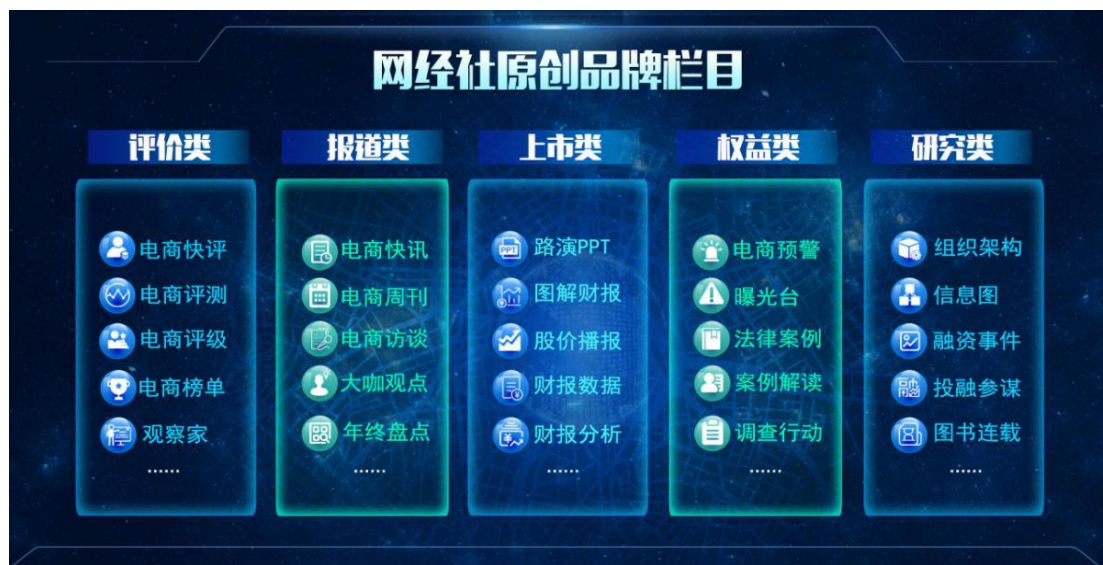 网经社原创品牌栏目
评价类
电商快评
电商评测
电商评级
电商榜单
观察家
……
报道类
电商快讯
电商周刊
电商访谈
大咖观点
年终盘点
……
上市类
PPT
路演PPT
图解财报
股价播报
财报数据
财报分析
……
权益类
电商预警
曝光台
法律案例
案例解读
调查行动
……
研究类
组织架构
信息图
融资事件
融
投融参谋
图书连载
……